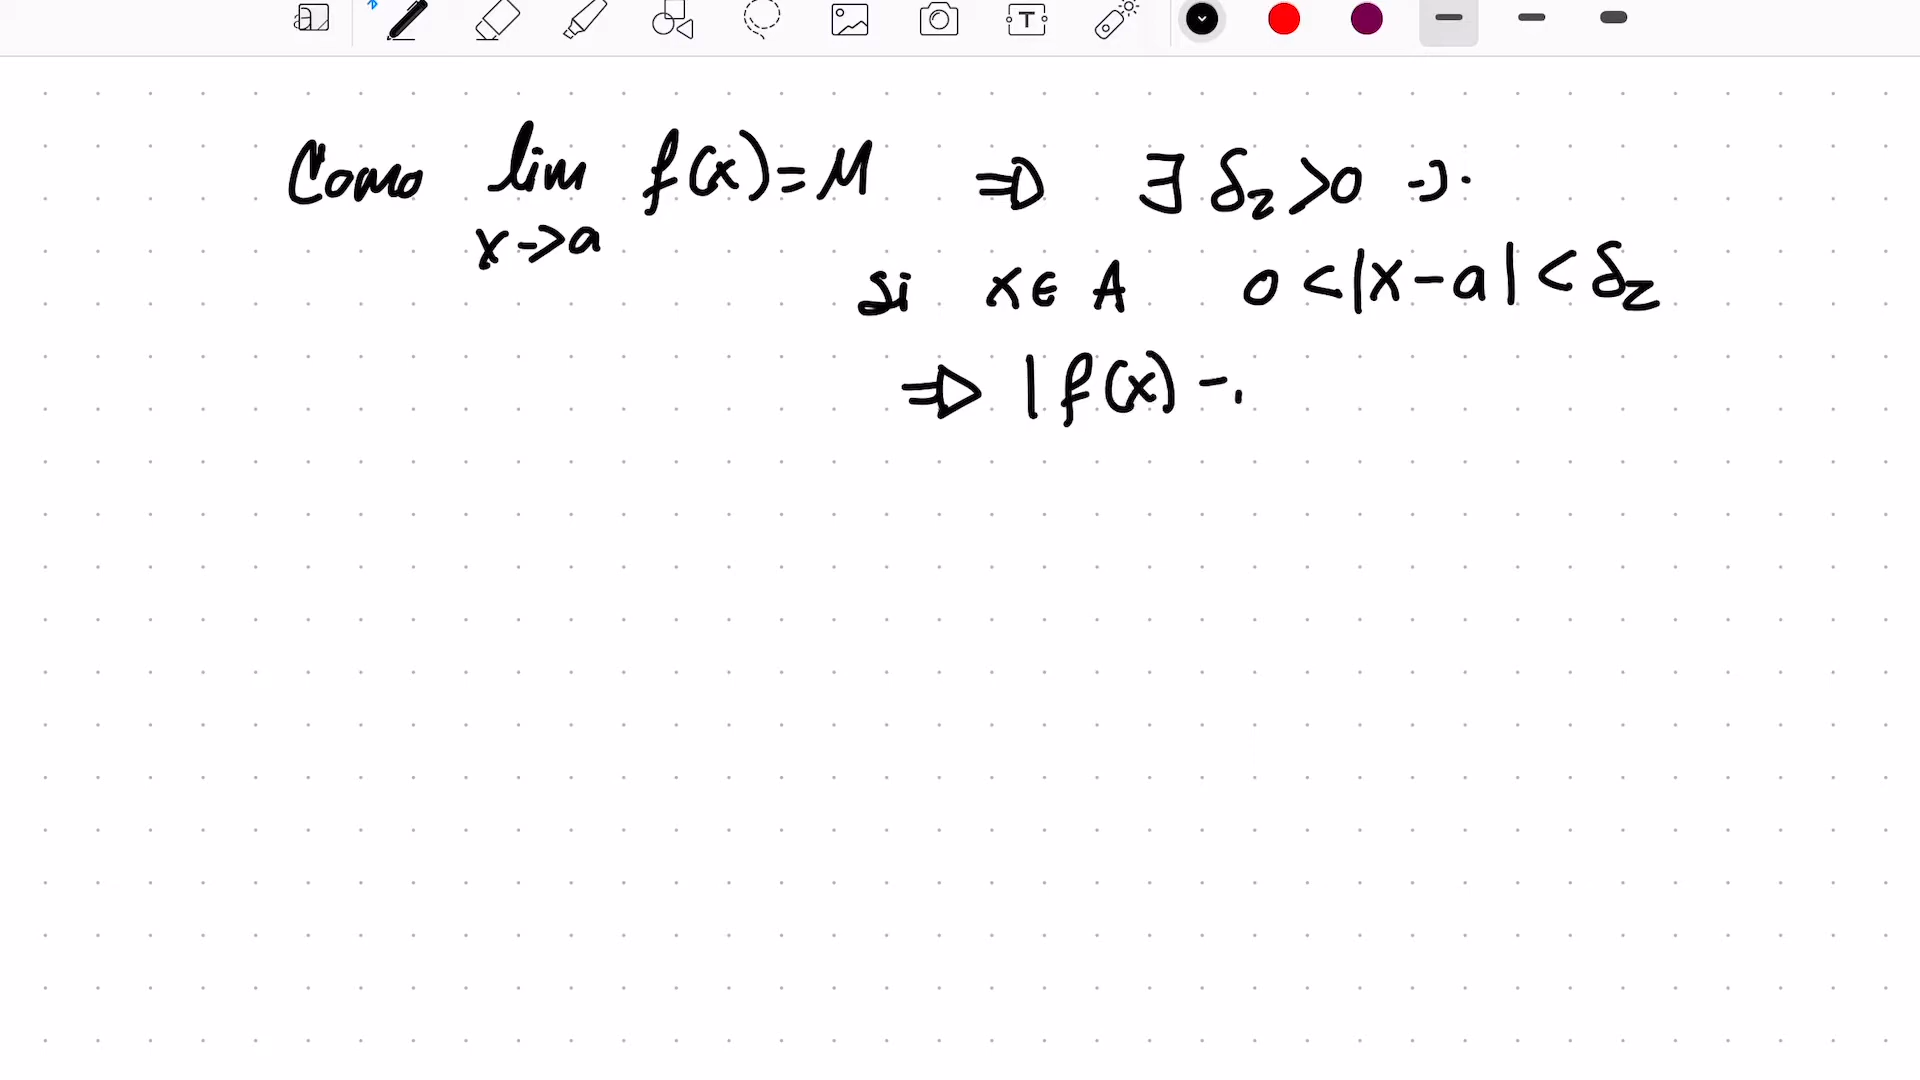 Como lim f(x)=M ⇒ ∃ δ₂>0 ·϶·
x→a
si x∈A 0<|x-a|<δ₂
⇒ |f(x)-